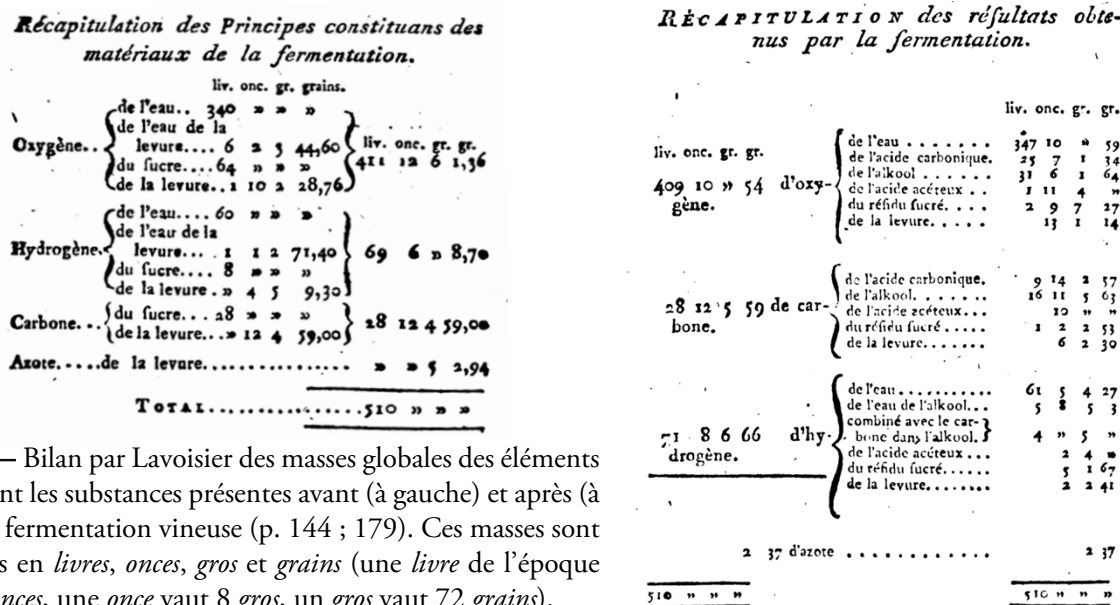 Récapitulation des Principes constituans des
matériaux de la fermentation.
liv. onc. gr. grains.
Oxygène..
de l'eau.. 340 » » »
de l'eau de la
levure.... 6 2 3 44,60
du sucre.. 64 » » »
de la levure.. 1 10 2 28,76
liv. onc. gr. gr.
411 12 6 1,36
Hydrogène.
de l'eau.... 60 » » »
de l'eau de la
levure... . 1 1 2 71,40
du sucre.... 8 » » »
de la levure . » 4 5 9,30
69 6 » 8,70
Carbone...
du sucre... 28 » » »
de la levure... » 12 4 59,00
28 12 4 59,00
Azote.....de la levure................. » » 5 2,94
TOTAL.................510 » » »
— Bilan par Lavoisier des masses globales des éléments
nt les substances présentes avant (à gauche) et après (à
fermentation vineuse (p. 144 ; 179). Ces masses sont
s en livres, onces, gros et grains (une livre de l'époque
nces, une once vaut 8 gros, un gros vaut 72 grains).
RÉCAPITULATION des résultats obte-
nus par la fermentation.
liv. onc. gr. gr.
liv. onc. gr. gr.
409 10 » 54 d'oxy-
gène.
de l'eau . . . . . . . 347 10 » 59
de l'acide carbonique. 25 7 1 34
de l'alkool . . . . . . 31 6 1 64
de l'acide acéteux . . 1 11 4 »
du résidu sucré. . . . 2 9 7 27
de la levure. . . . . 13 1 14
28 12 5 59 de car-
bone.
de l'acide carbonique. 9 14 2 57
de l'alkool. . . . . . . 16 11 5 63
de l'acide acéteux... 10 » »
du résidu sucré . . . . 1 2 2 53
de la levure....... 6 2 30
71 8 6 66 d'hy-
drogène.
de l'eau........... 61 5 4 27
de l'eau de l'alkool... 5 8 5 3
combiné avec le car-
bone dans l'alkool. 4 » 5 »
de l'acide acéteux... 2 4 »
du résidu sucré...... 5 1 67
de la levure........ 2 2 41
2 37 d'azote . . . . . . . . . . . 2 37
510 » » » 510 » » »